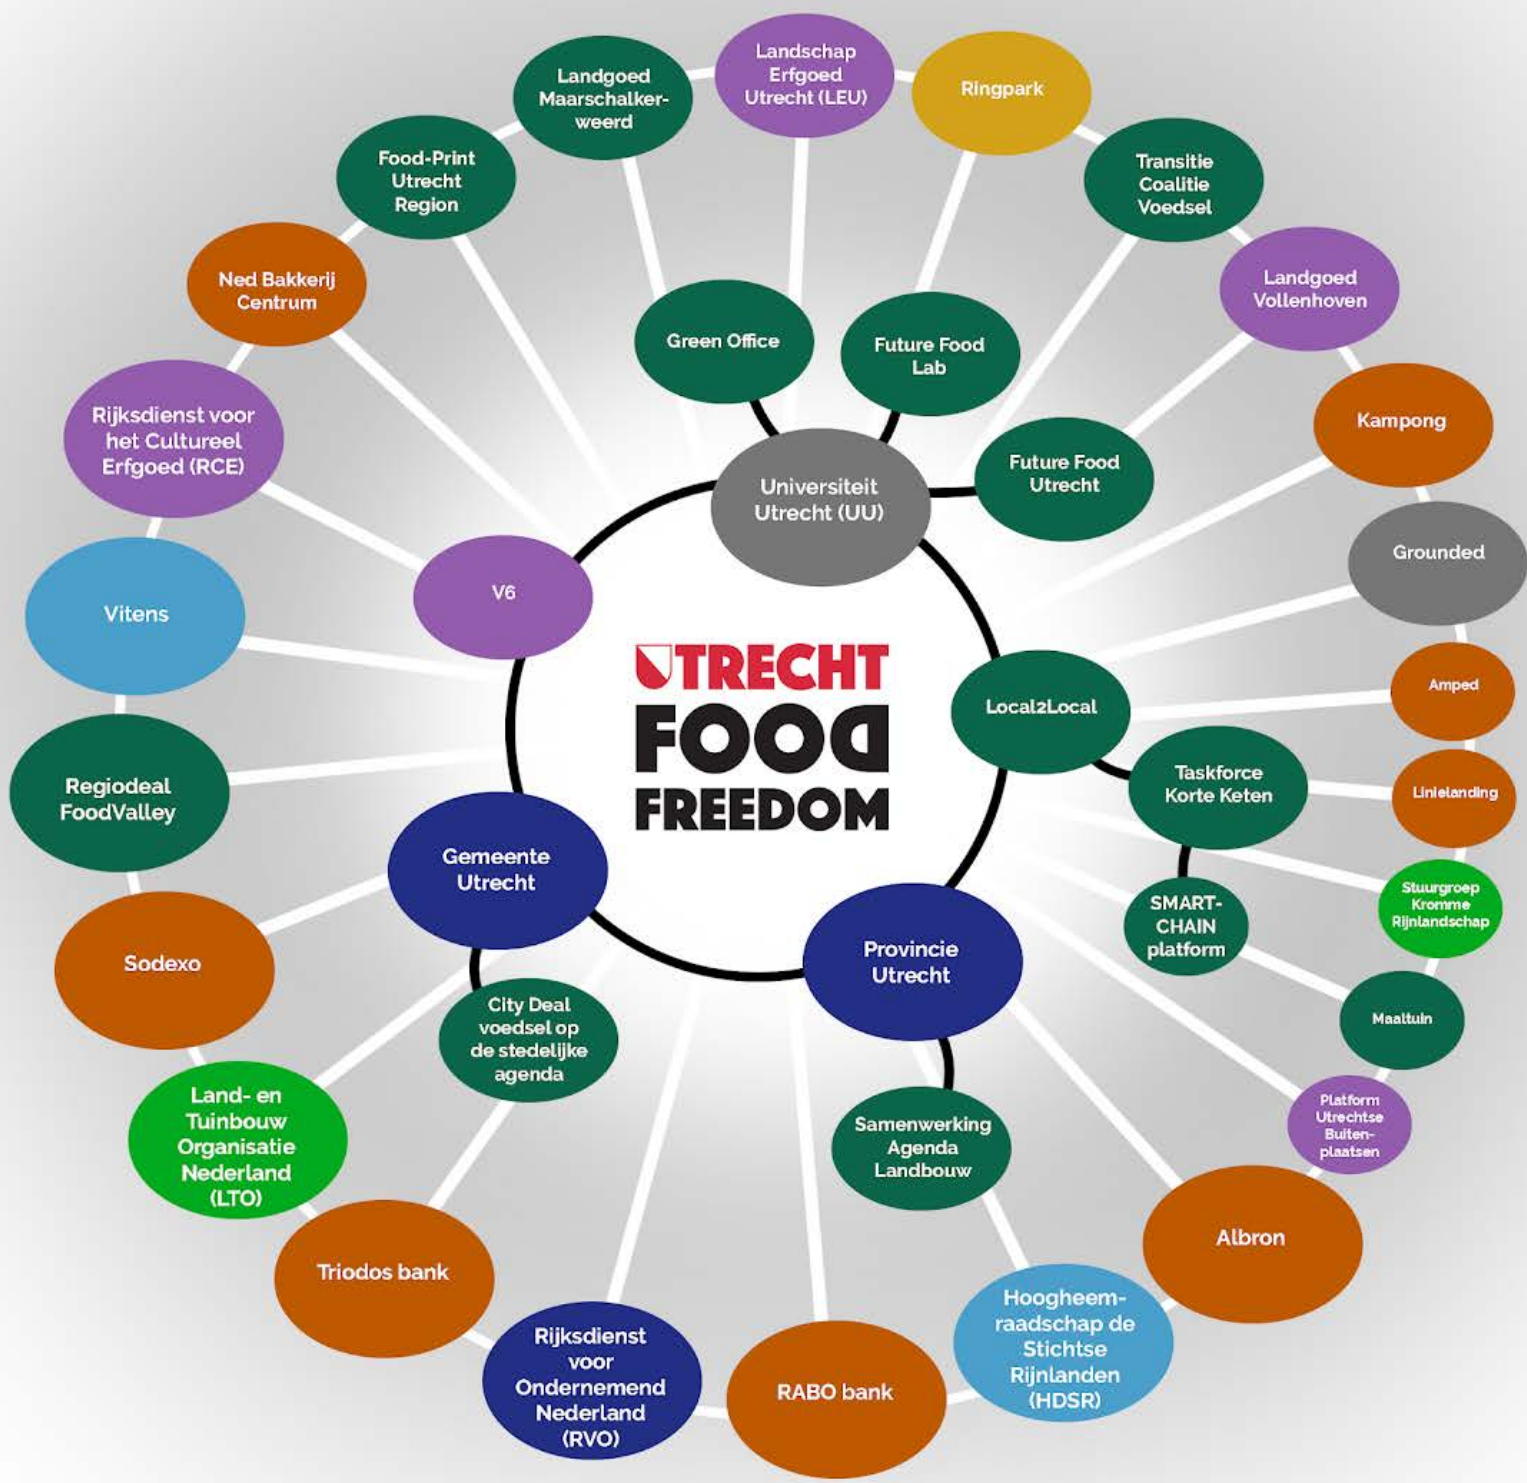 Landschap
Erfgoed
Utrecht (LEU)
Ringpark
Landgoed
Maarschalker-
weerd
Transitie
Coalitie
Voedsel
Food-Print
Utrecht
Region
Landgoed
Vollenhoven
Ned Bakkerij
Centrum
Green Office
Future Food
Lab
Kampong
Rijksdienst voor
het Cultureel
Erfgoed (RCE)
Future Food
Utrecht
Universiteit
Utrecht (UU)
Grounded
V6
Vitens
UTRECHT
FOOD
FREEDOM
Amped
Local2Local
Taskforce
Korte Keten
Linielanding
Regiodeal
FoodValley
Gemeente
Utrecht
Stuurgroep
Kromme
Rijnlandschap
SMART-
CHAIN
platform
Provincie
Utrecht
Sodexo
City Deal
voedsel op
de stedelijke
agenda
Maaltuin
Land- en
Tuinbouw
Organisatie
Nederland
(LTO)
Samenwerking
Agenda
Landbouw
Platform
Utrechtse
Buiten-
plaatsen
Albron
Triodos bank
Hoogheem-
raadschap de
Stichtse
Rijnlanden
(HDSR)
Rijksdienst
voor
Ondernemend
Nederland
(RVO)
RABO bank